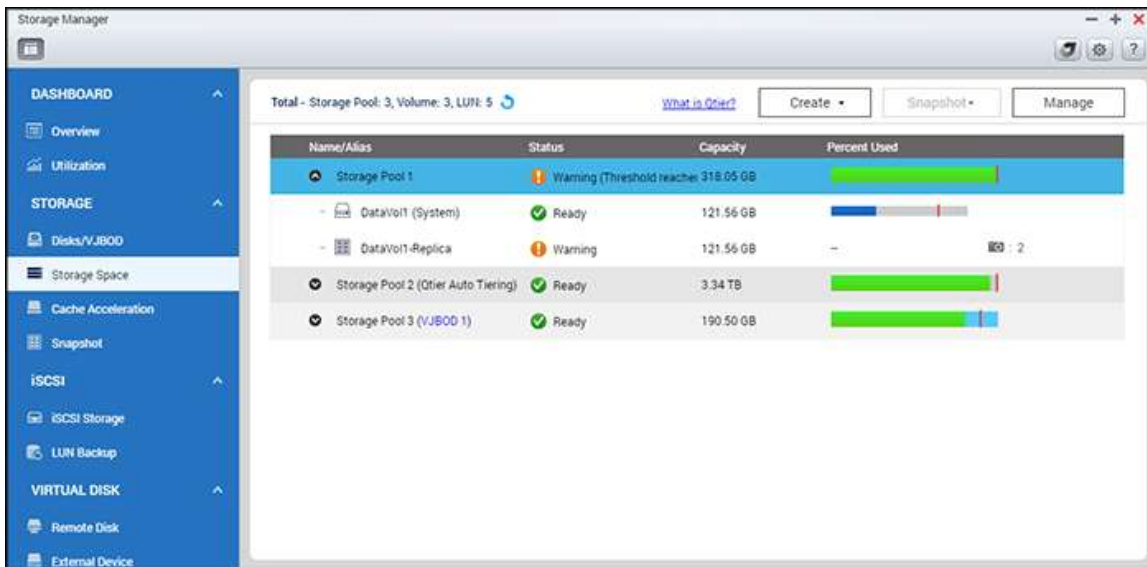 Storage Manager
DASHBOARD
Overview
Utilization
STORAGE
Disks/VJBOD
Storage Space
Cache Acceleration
Snapshot
iSCSI
iSCSI Storage
LUN Backup
VIRTUAL DISK
Remote Disk
External Device
Total - Storage Pool: 3, Volume: 3, LUN: 5 What is Qtier? Create Snapshot Manage
Name/Alias Status Capacity Percent Used
Storage Pool 1 Warning (Threshold reached 318.05 GB
DataVol1 (System) Ready 121.56 GB
DataVol1-Replica Warning 121.56 GB -- : 2
Storage Pool 2 (Qtier Auto Tiering) Ready 3.34 TB
Storage Pool 3 (VJBOD 1) Ready 190.50 GB